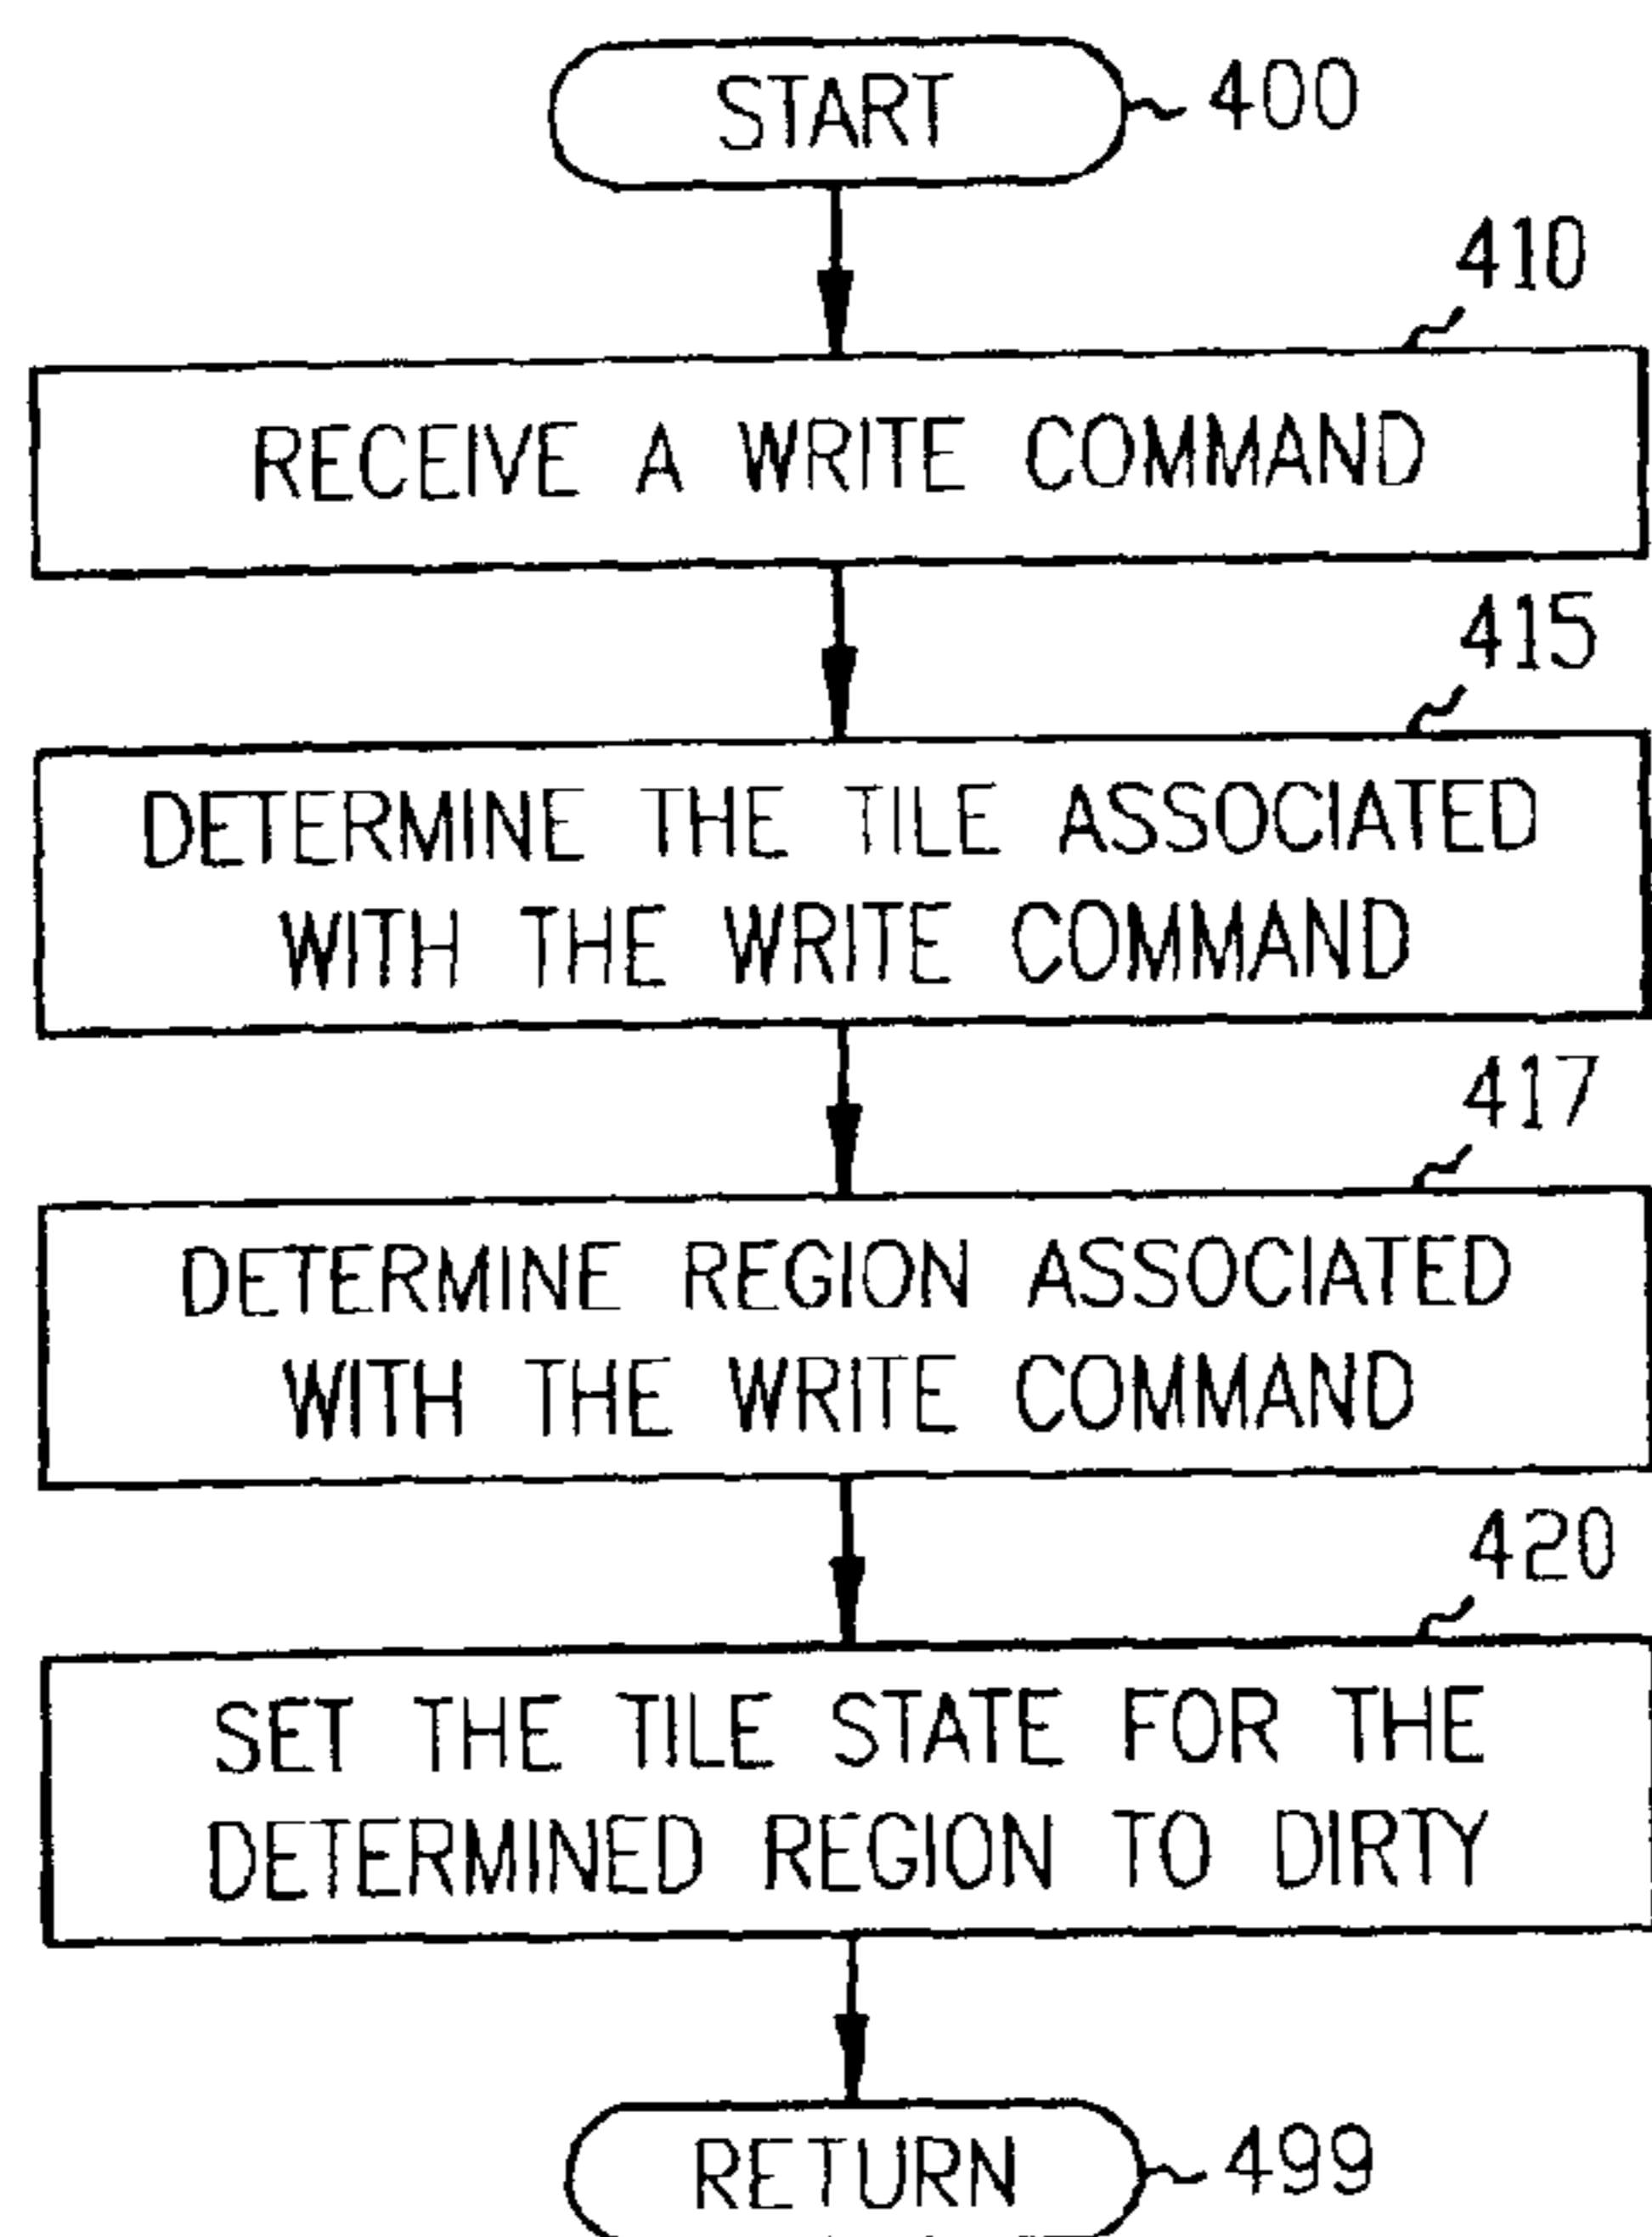 START 400
410
RECEIVE A WRITE COMMAND
415
DETERMINE THE TILE ASSOCIATED
WITH THE WRITE COMMAND
417
DETERMINE REGION ASSOCIATED
WITH THE WRITE COMMAND
420
SET THE TILE STATE FOR THE
DETERMINED REGION TO DIRTY
RETURN 499